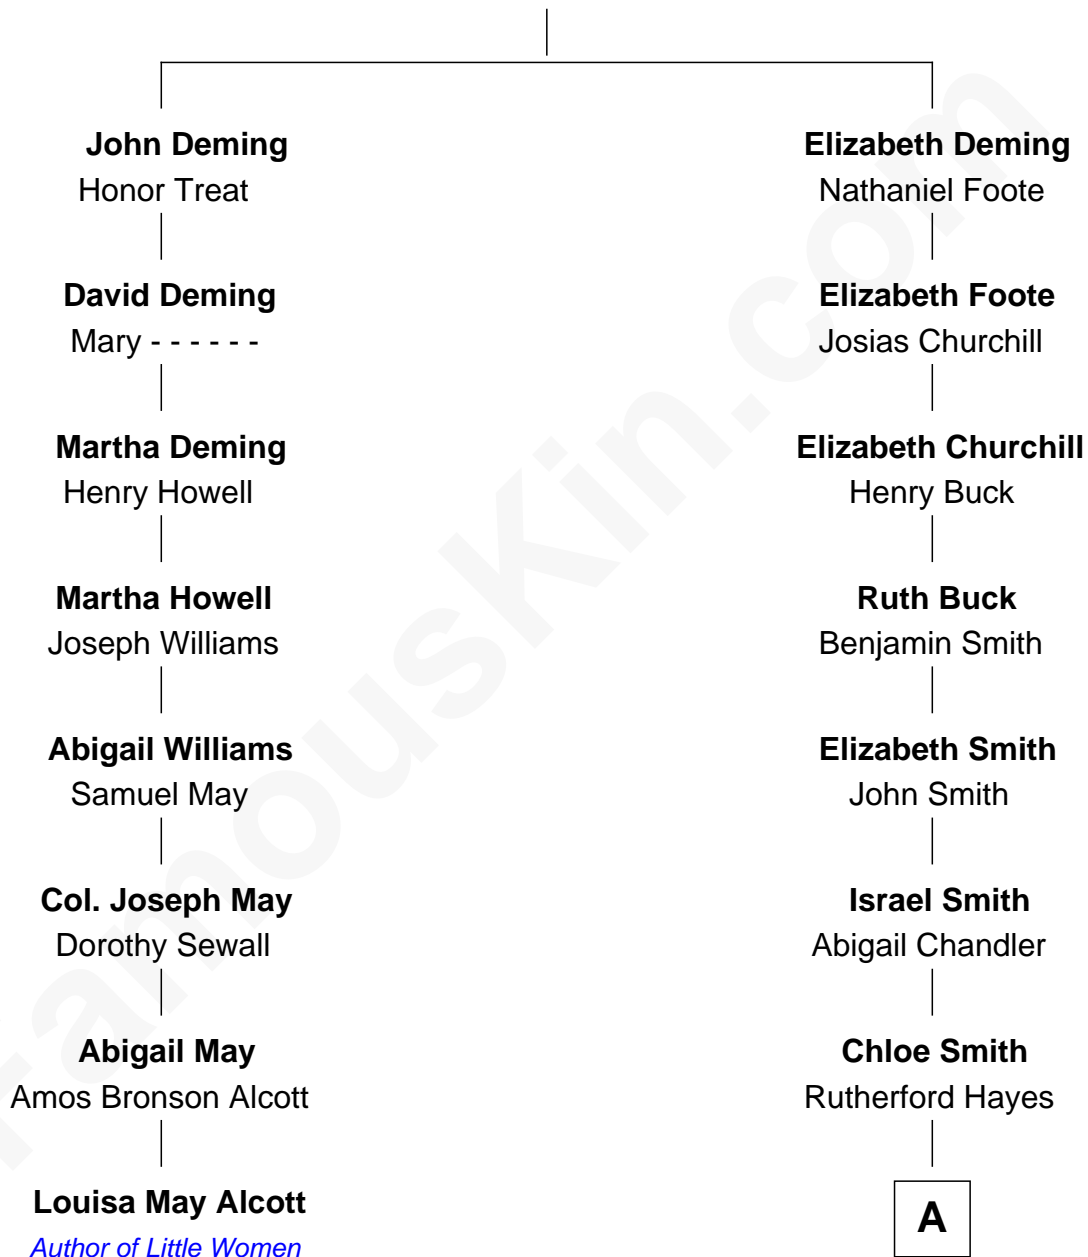 John Deming
Honor Treat
David Deming
Mary - - - - - -
Martha Deming
Henry Howell
Martha Howell
Joseph Williams
Abigail Williams
Samuel May
Col. Joseph May
Dorothy Sewall
Abigail May
Amos Bronson Alcott
Louisa May Alcott
Author of Little Women
Elizabeth Deming
Nathaniel Foote
Elizabeth Foote
Josias Churchill
Elizabeth Churchill
Henry Buck
Ruth Buck
Benjamin Smith
Elizabeth Smith
John Smith
Israel Smith
Abigail Chandler
Chloe Smith
Rutherford Hayes
A
FamousKin.com